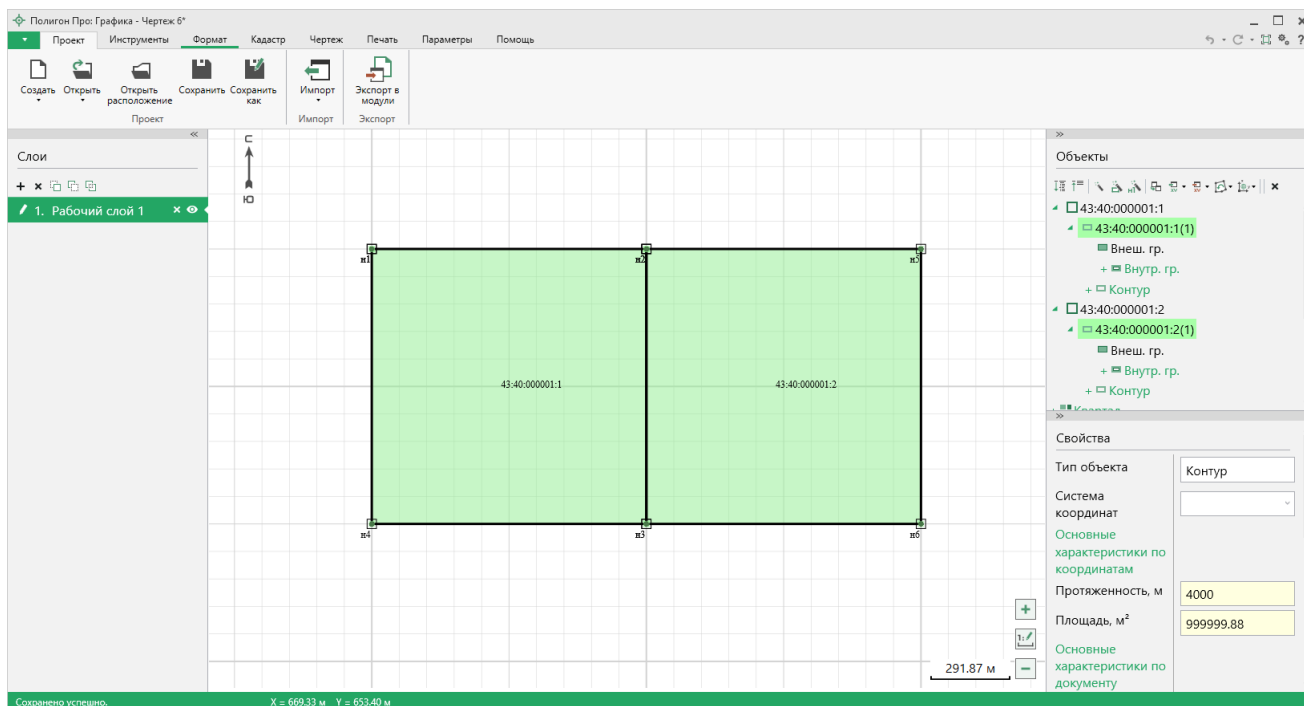 Полигон Про: Графика - Чертеж 6*
Проект Инструменты Формат Кадастр Чертеж Печать Параметры Помощь
Создать Открыть Открыть расположение Сохранить Сохранить как Импорт Экспорт в модули
Проект Импорт Экспорт
Слои
1. Рабочий слой 1
С
Ю
н1 н2 н5
43:40:000001:1 43:40:000001:2
н4 н3 н6
291.87 м
Объекты
43:40:000001:1
43:40:000001:1(1)
Внеш. гр.
+ Внутр. гр.
+ Контур
43:40:000001:2
43:40:000001:2(1)
Внеш. гр.
+ Внутр. гр.
+ Контур
Свойства
Тип объекта Контур
Система
координат
Основные
характеристики по
координатам
Протяженность, м 4000
Площадь, м² 999999.88
Основные
характеристики по
документу
Сохранено успешно. X = 669.33 м Y = 653.40 м